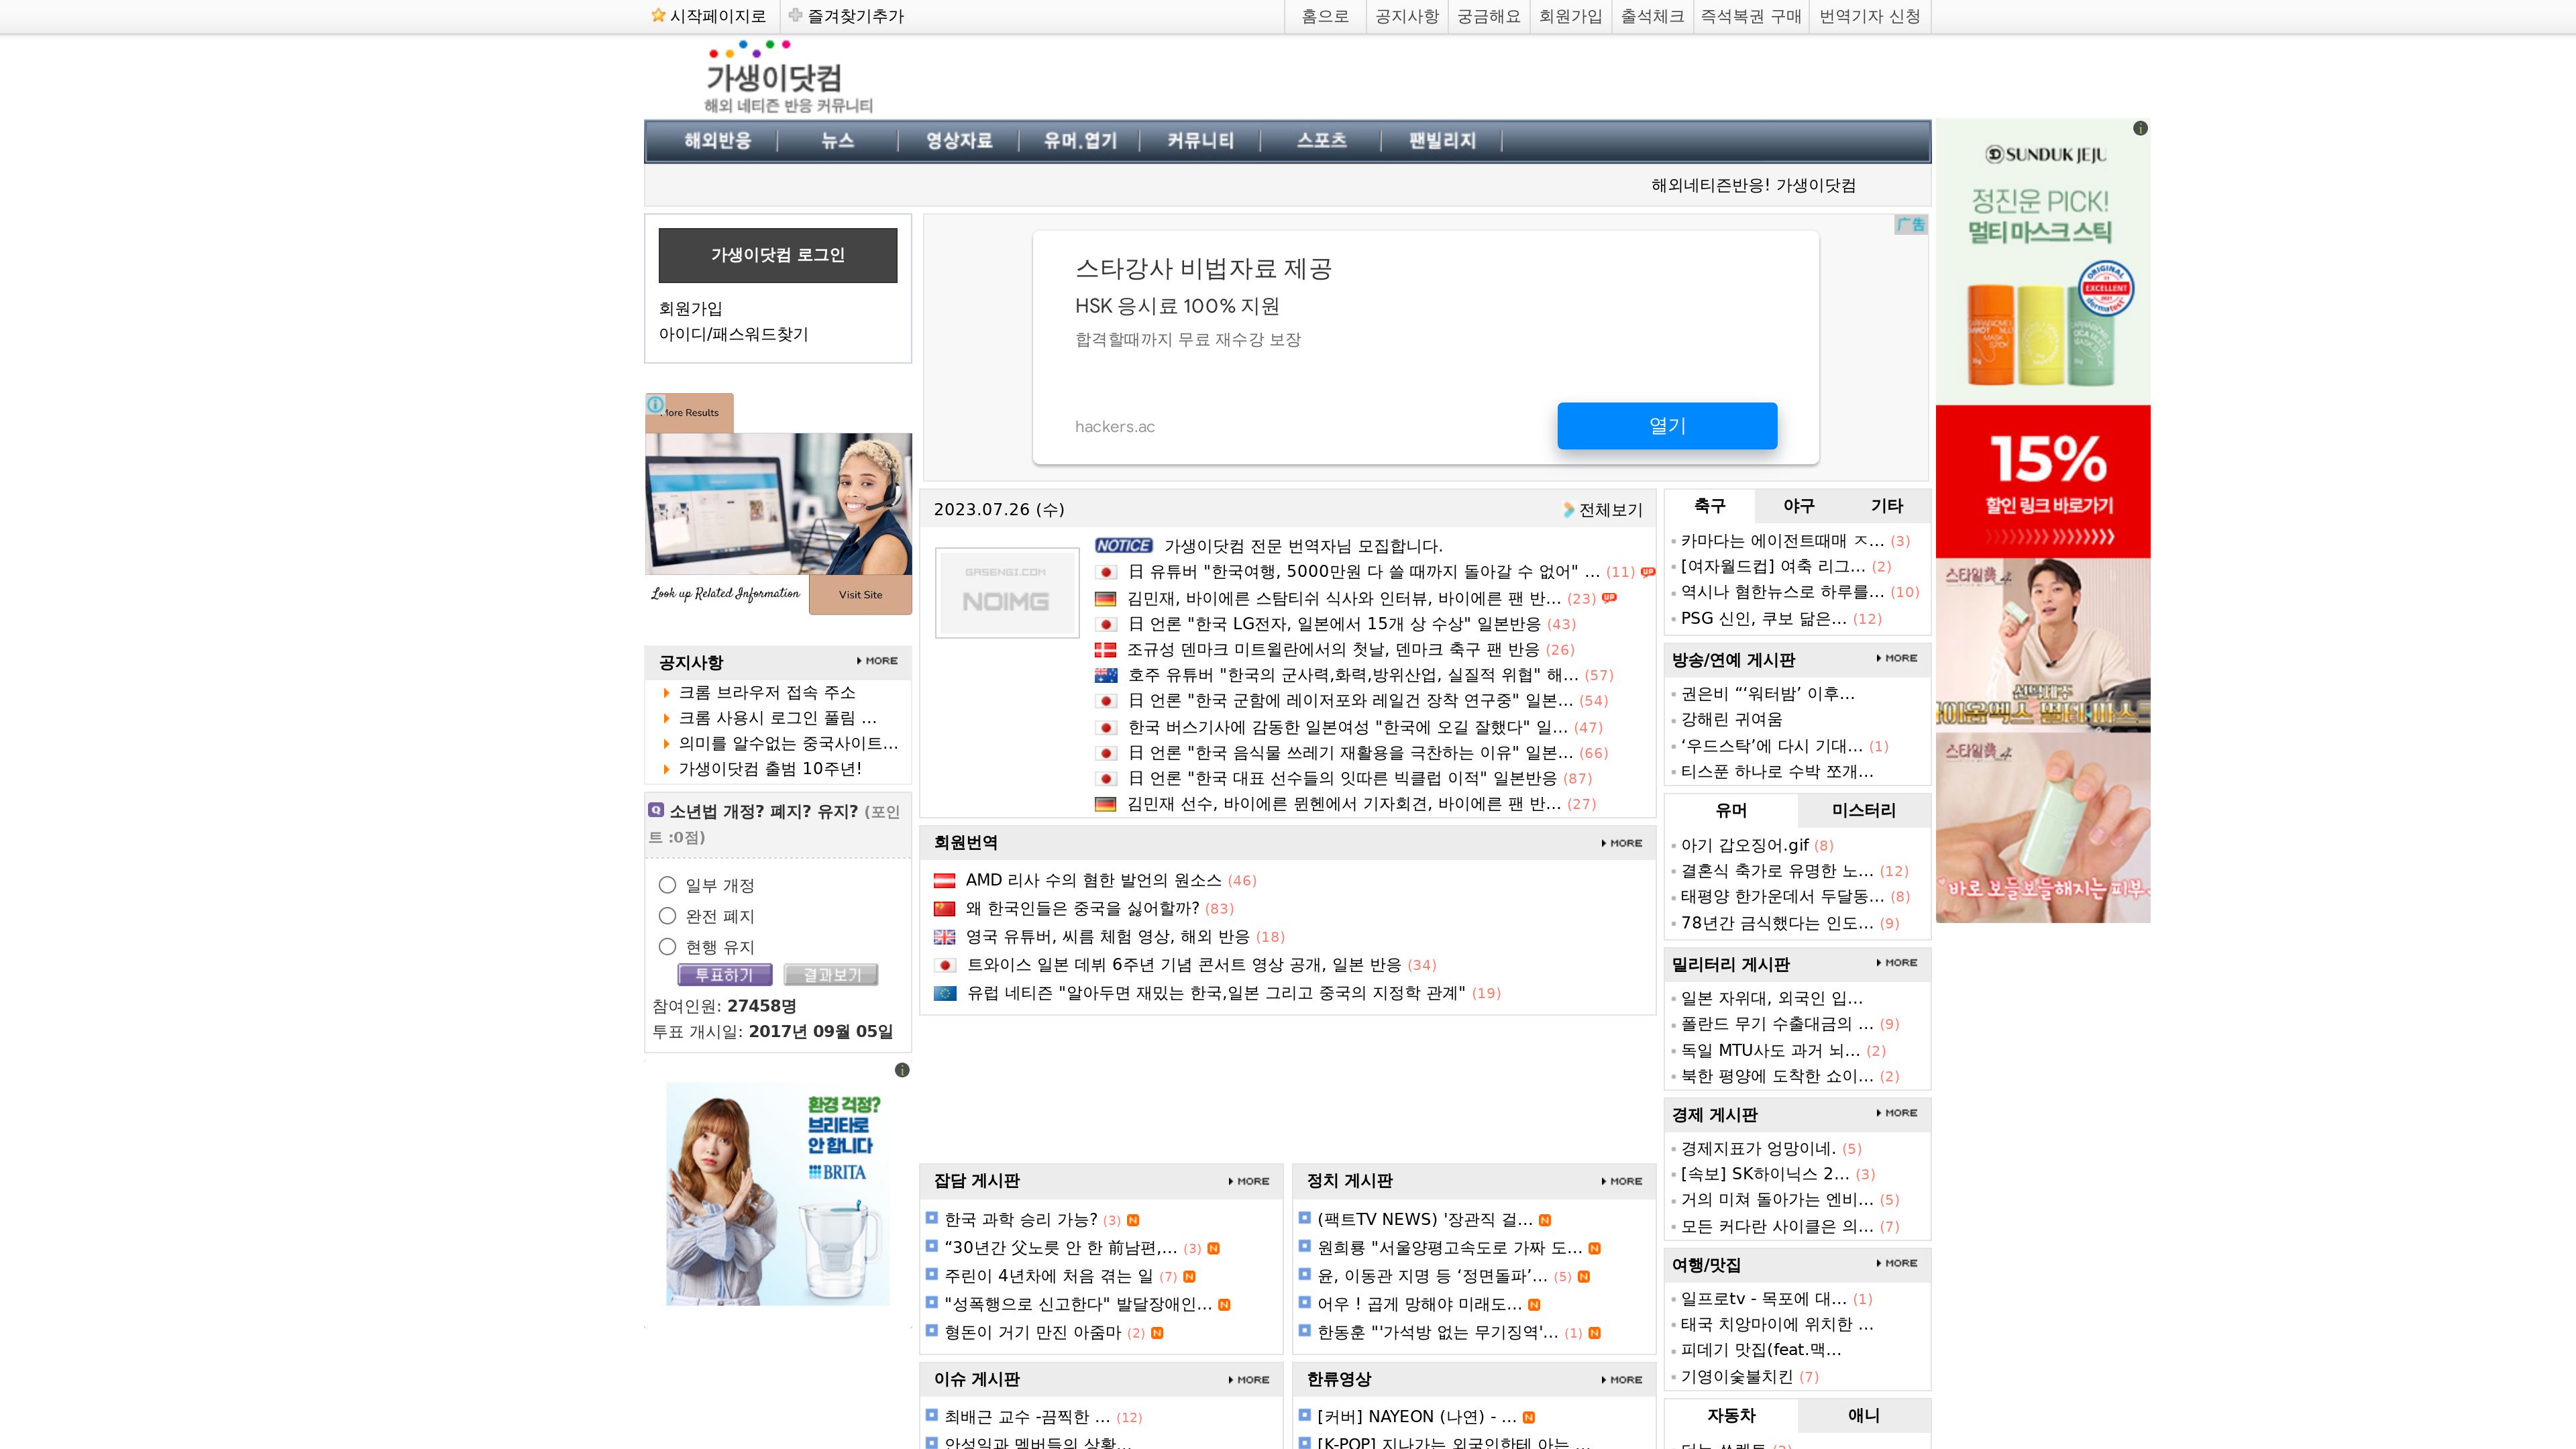 시작페이지로
즐겨찾기추가
홈으로
공지사항
궁금해요
회원가입
출석체크
즉석복권 구매
번역기자 신청
가생이닷컴
해외 네티즌 반응 커뮤니티
해외반응
뉴스
영상자료
유머.엽기
커뮤니티
스포츠
팬빌리지
해외네티즌반응! 가생이닷컴
가생이닷컴 로그인
회원가입
아이디/패스워드찾기
More Results
Look up Related Information
Visit Site
공지사항
MORE
크롬 브라우저 접속 주소
크롬 사용시 로그인 풀림 ...
의미를 알수없는 중국사이트...
가생이닷컴 출범 10주년!
소년법 개정? 폐지? 유지? (포인
트 :0점)
일부 개정
완전 폐지
현행 유지
투표하기
결과보기
참여인원: 27458명
투표 개시일: 2017년 09월 05일
환경 걱정?
브리타로
안 합니다
BRITA
广告
스타강사 비법자료 제공
HSK 응시료 100% 지원
합격할때까지 무료 재수강 보장
hackers.ac
열기
2023.07.26 (수)
전체보기
GASENGI.COM
NOIMG
NOTICE 가생이닷컴 전문 번역자님 모집합니다.
日 유튜버 "한국여행, 5000만원 다 쓸 때까지 돌아갈 수 없어" ... (11) UP
김민재, 바이에른 스탐티쉬 식사와 인터뷰, 바이에른 팬 반... (23) UP
日 언론 "한국 LG전자, 일본에서 15개 상 수상" 일본반응 (43)
조규성 덴마크 미트윌란에서의 첫날, 덴마크 축구 팬 반응 (26)
호주 유튜버 "한국의 군사력,화력,방위산업, 실질적 위협" 해... (57)
日 언론 "한국 군함에 레이저포와 레일건 장착 연구중" 일본... (54)
한국 버스기사에 감동한 일본여성 "한국에 오길 잘했다" 일... (47)
日 언론 "한국 음식물 쓰레기 재활용을 극찬하는 이유" 일본... (66)
日 언론 "한국 대표 선수들의 잇따른 빅클럽 이적" 일본반응 (87)
김민재 선수, 바이에른 뮌헨에서 기자회견, 바이에른 팬 반... (27)
회원번역
MORE
AMD 리사 수의 혐한 발언의 원소스 (46)
왜 한국인들은 중국을 싫어할까? (83)
영국 유튜버, 씨름 체험 영상, 해외 반응 (18)
트와이스 일본 데뷔 6주년 기념 콘서트 영상 공개, 일본 반응 (34)
유럽 네티즌 "알아두면 재밌는 한국,일본 그리고 중국의 지정학 관계" (19)
잡담 게시판
MORE
한국 과학 승리 가능? (3) N
“30년간 父노릇 안 한 前남편,... (3) N
주린이 4년차에 처음 겪는 일 (7) N
"성폭행으로 신고한다" 발달장애인... N
형돈이 거기 만진 아줌마 (2) N
정치 게시판
MORE
(팩트TV NEWS) '장관직 걸... N
원희룡 "서울양평고속도로 가짜 도... N
윤, 이동관 지명 등 ‘정면돌파’... (5) N
어우 ! 곱게 망해야 미래도... N
한동훈 "'가석방 없는 무기징역'... (1) N
이슈 게시판
MORE
최배근 교수 -끔찍한 ... (12)
안성일과 멤버들의 상황...
한류영상
MORE
[커버] NAYEON (나연) - ... N
[K-POP] 지나가는 외국인한테 아는 ...
축구
야구
기타
카마다는 에이전트때매 ㅈ... (3)
[여자월드컵] 여축 리그... (2)
역시나 혐한뉴스로 하루를... (10)
PSG 신인, 쿠보 닮은... (12)
방송/연예 게시판
MORE
권은비 “‘워터밤’ 이후...
강해린 귀여움
‘우드스탁’에 다시 기대... (1)
티스푼 하나로 수박 쪼개...
유머
미스터리
아기 갑오징어.gif (8)
결혼식 축가로 유명한 노... (12)
태평양 한가운데서 두달동... (8)
78년간 금식했다는 인도... (9)
밀리터리 게시판
MORE
일본 자위대, 외국인 입...
폴란드 무기 수출대금의 ... (9)
독일 MTU사도 과거 뇌... (2)
북한 평양에 도착한 쇼이... (2)
경제 게시판
MORE
경제지표가 엉망이네. (5)
[속보] SK하이닉스 2... (3)
거의 미쳐 돌아가는 엔비... (5)
모든 커다란 사이클은 의... (7)
여행/맛집
MORE
일프로tv - 목포에 대... (1)
태국 치앙마이에 위치한 ...
피데기 맛집(feat.맥...
기영이숯불치킨 (7)
자동차
애니
SUNDUK JEJU
정진운 PICK!
멀티 마스크 스틱
ORIGINAL
EXCELLENT
dermatest
15%
할인 링크 바로가기
스타일
선덕제주
스타일
바로 보들보들해지는 피부